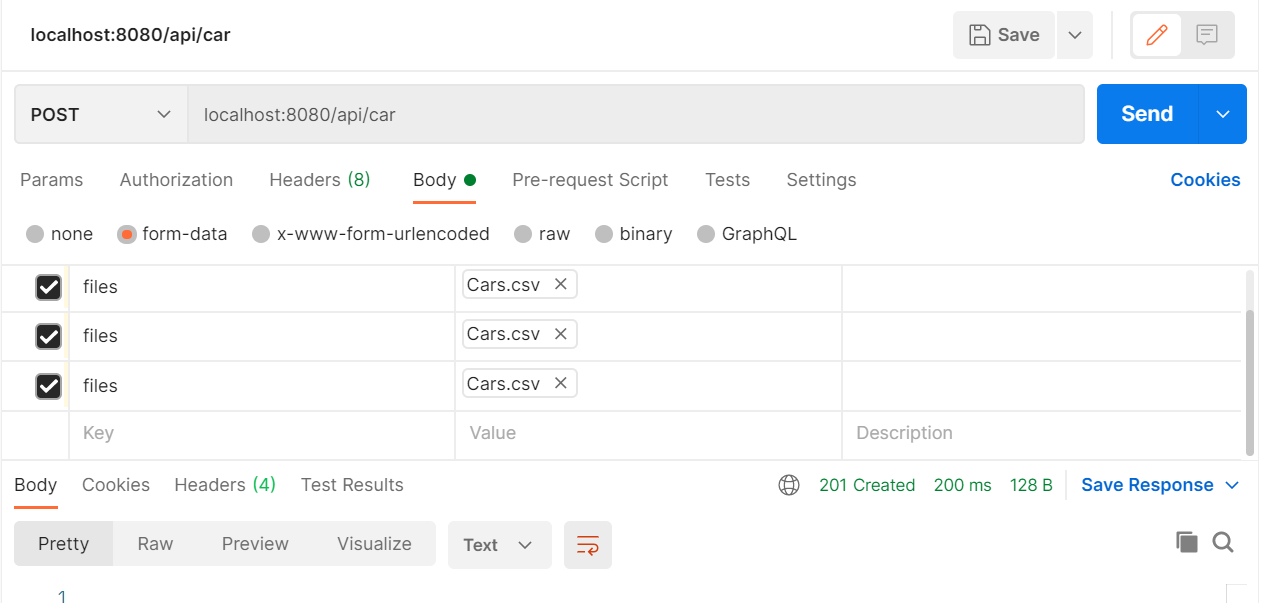 localhost:8080/api/car Save
POST localhost:8080/api/car Send
Params Authorization Headers (8) Body Pre-request Script Tests Settings Cookies
none form-data x-www-form-urlencoded raw binary GraphQL
files Cars.csv
files Cars.csv
files Cars.csv
Key Value Description
Body Cookies Headers (4) Test Results 201 Created 200 ms 128 B Save Response
Pretty Raw Preview Visualize Text
1